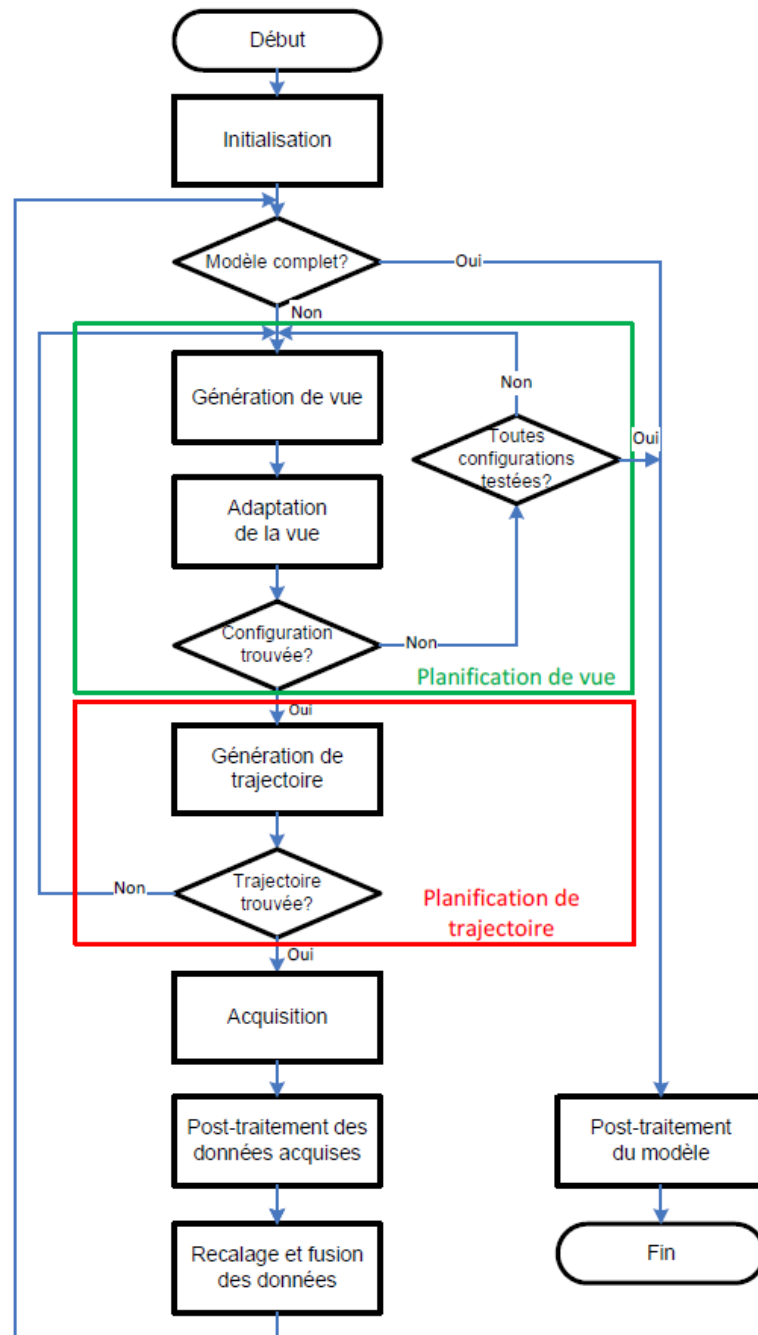 Début
Initialisation
Modèle complet?
Oui
Non
Génération de vue
Non
Toutes
configurations
testées?
Oui
Adaptation
de la vue
Configuration
trouvée?
Non
Planification de vue
Oui
Génération de
trajectoire
Trajectoire
trouvée?
Non
Planification de
trajectoire
Oui
Acquisition
Post-traitement des
données acquises
Post-traitement
du modèle
Recalage et fusion
des données
Fin